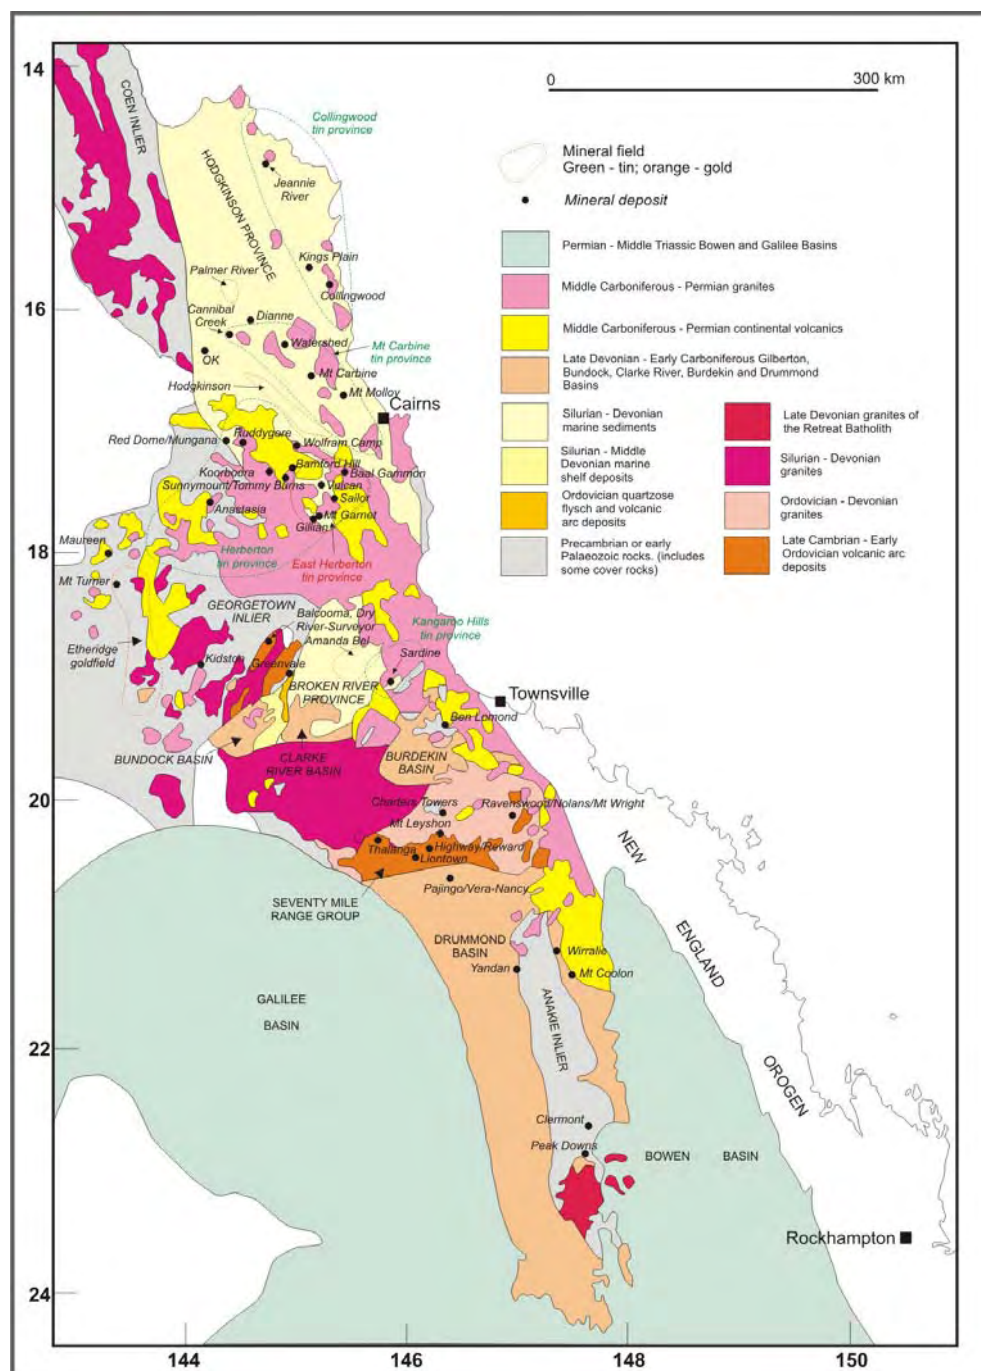 14
16
18
20
22
24
144
146
148
150
0
300 km
Mineral field
Green - tin; orange - gold
Mineral deposit
Permian - Middle Triassic Bowen and Galilee Basins
Middle Carboniferous - Permian granites
Middle Carboniferous - Permian continental volcanics
Late Devonian - Early Carboniferous Gilberton,
Bundock, Clarke River, Burdekin and Drummond
Basins
Silurian - Devonian
marine sediments
Silurian - Middle
Devonian marine
shelf deposits
Ordovician quartzose
flysch and volcanic
arc deposits
Precambrian or early
Palaeozoic rocks. (includes
some cover rocks)
Late Devonian granites of
the Retreat Batholith
Silurian - Devonian
granites
Ordovician - Devonian
granites
Late Cambrian - Early
Ordovician volcanic arc
deposits
COEN INLIER
HODGKINSON PROVINCE
Collingwood
tin province
Jeannie
River
Kings Plain
Palmer River
Collingwood
Cannibal
Creek
Dianne
Watershed
Mt Carbine
tin province
OK
Mt Carbine
Hodgkinson
Mt Molloy
Cairns
Red Dome/Mungana
Ruddygore
Wolfram Camp
Bamford Hill
Koorboora
Baal Gammon
Sunnymount/Tommy Burns
Vulcan
Sailor
Anastasia
Mt Garnet
Gillian
Maureen
Herberton
tin province
East Herberton
tin province
Mt Turner
GEORGETOWN
INLIER
Balcooma, Dry
River-Surveyor
Amanda Bel
Kangaroo Hills
tin province
Etheridge
goldfield
Kidston
Greenvale
Sardine
BROKEN RIVER
PROVINCE
Townsville
Ben Lomond
BUNDOCK BASIN
CLARKE
RIVER BASIN
BURDEKIN
BASIN
Charters Towers
Ravenswood/Nolans/Mt Wright
Mt Leyshon
Thalanga
Highway/Reward
Liontown
Pajingo/Vera-Nancy
SEVENTY MILE
RANGE GROUP
DRUMMOND
BASIN
Yandan
Wirralie
Mt Coolon
ANAKIE INLIER
GALILEE
BASIN
NEW
ENGLAND
OROGEN
Clermont
Peak Downs
BOWEN BASIN
Rockhampton